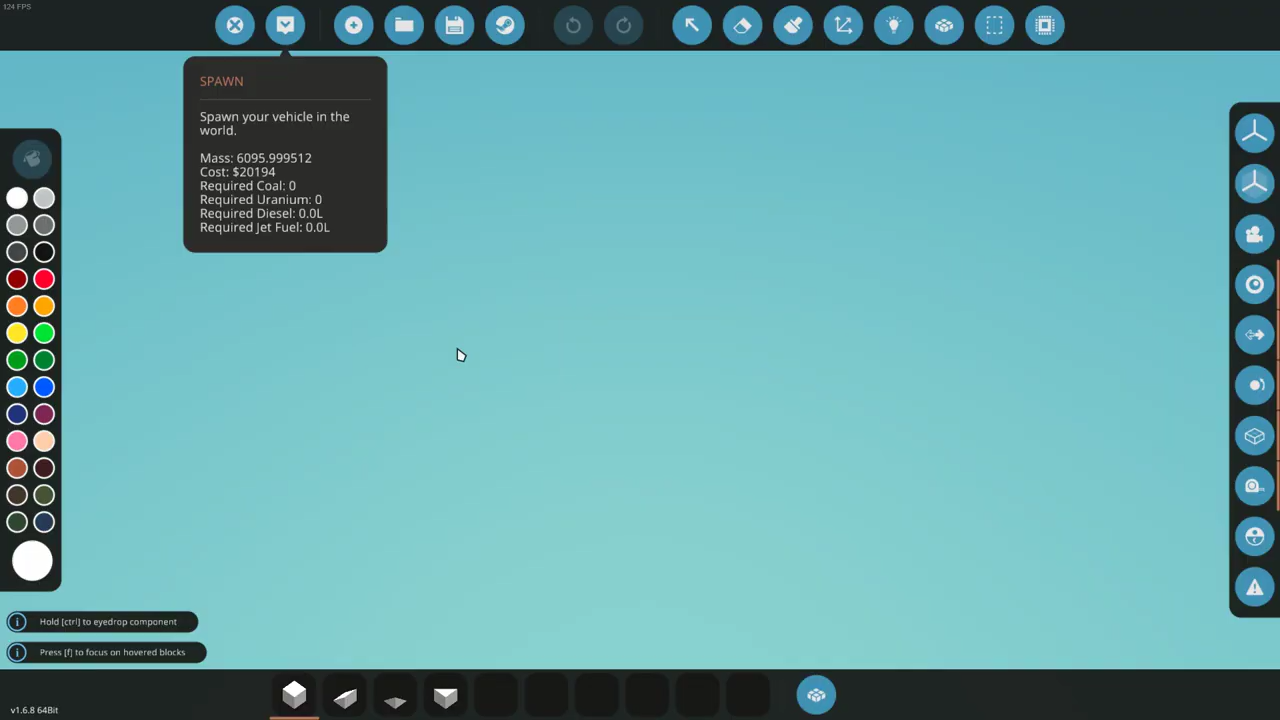 124 FPS
SPAWN
Spawn your vehicle in the
world.
Mass: 6095.999512
Cost: $20194
Required Coal: 0
Required Uranium: 0
Required Diesel: 0.0L
Required Jet Fuel: 0.0L
Hold [ctrl] to eyedrop component
Press [f] to focus on hovered blocks
v1.6.8 64Bit